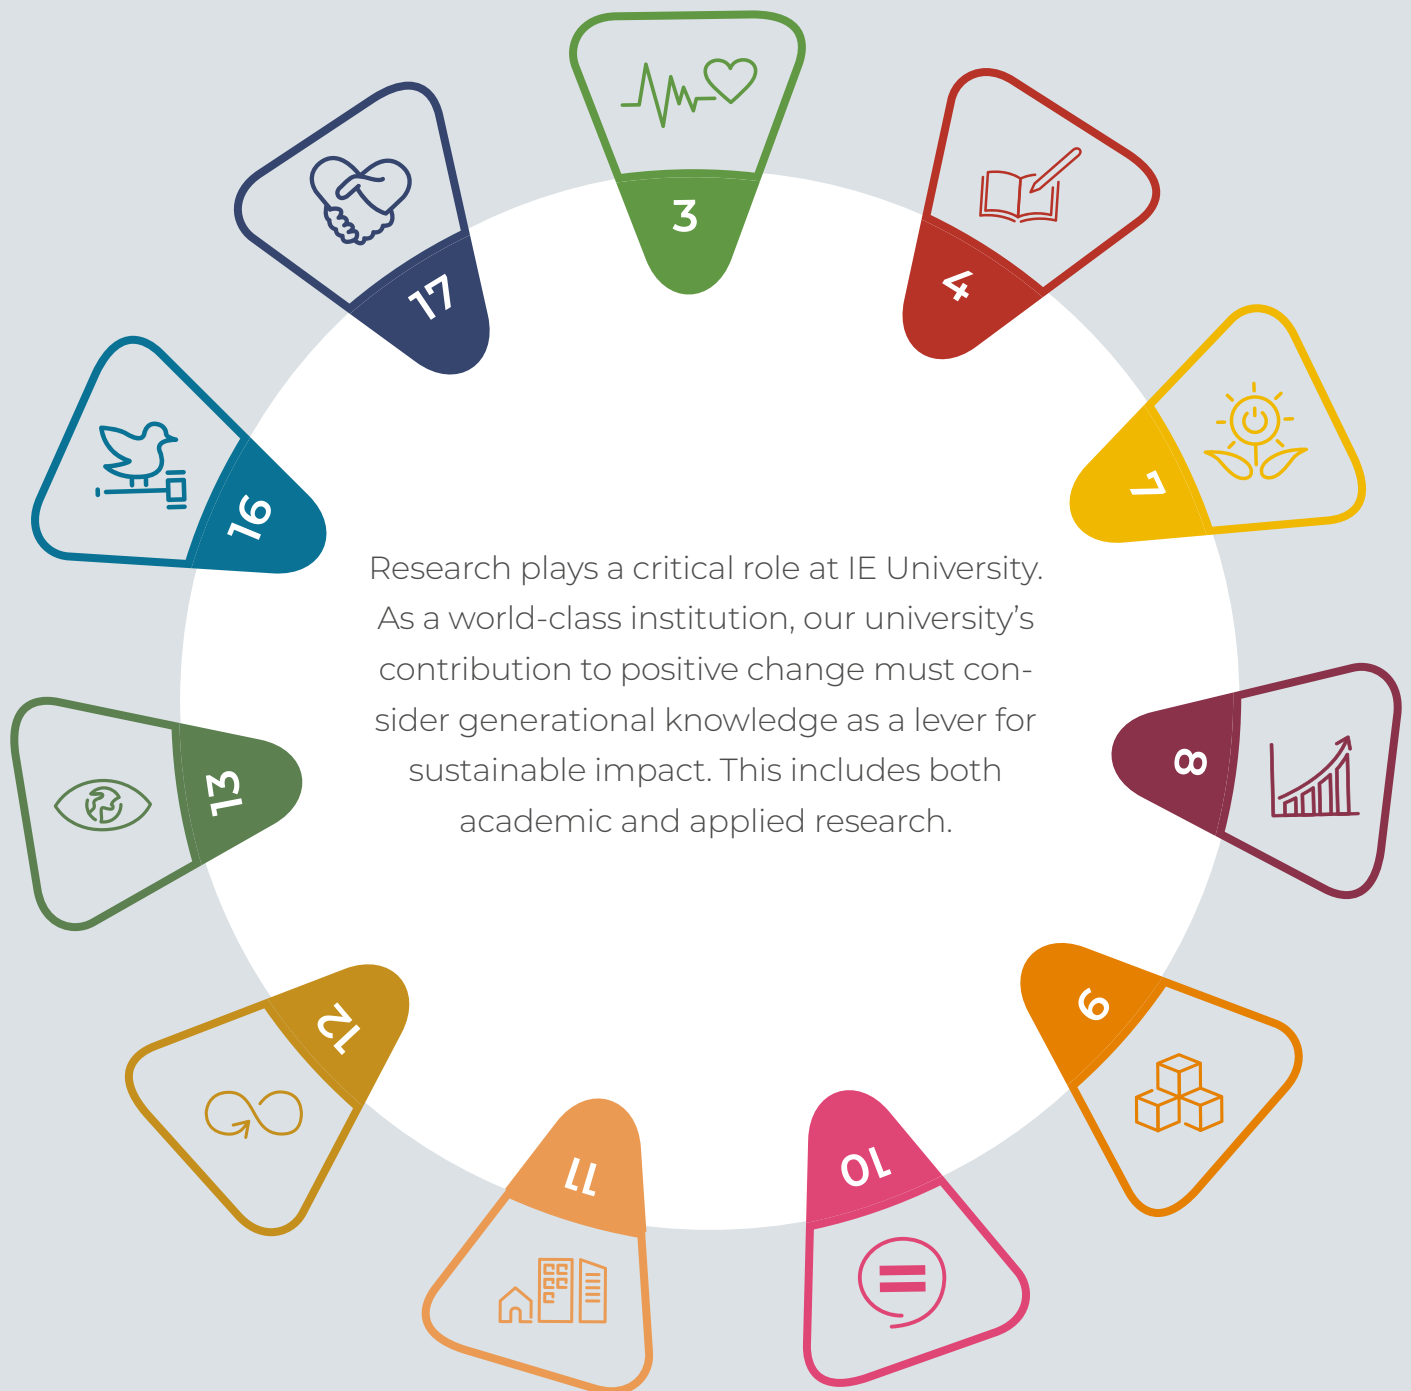 3
4
7
8
9
10
11
12
13
16
17
Research plays a critical role at IE University.
As a world-class institution, our university’s
contribution to positive change must con-
sider generational knowledge as a lever for
sustainable impact. This includes both
academic and applied research.